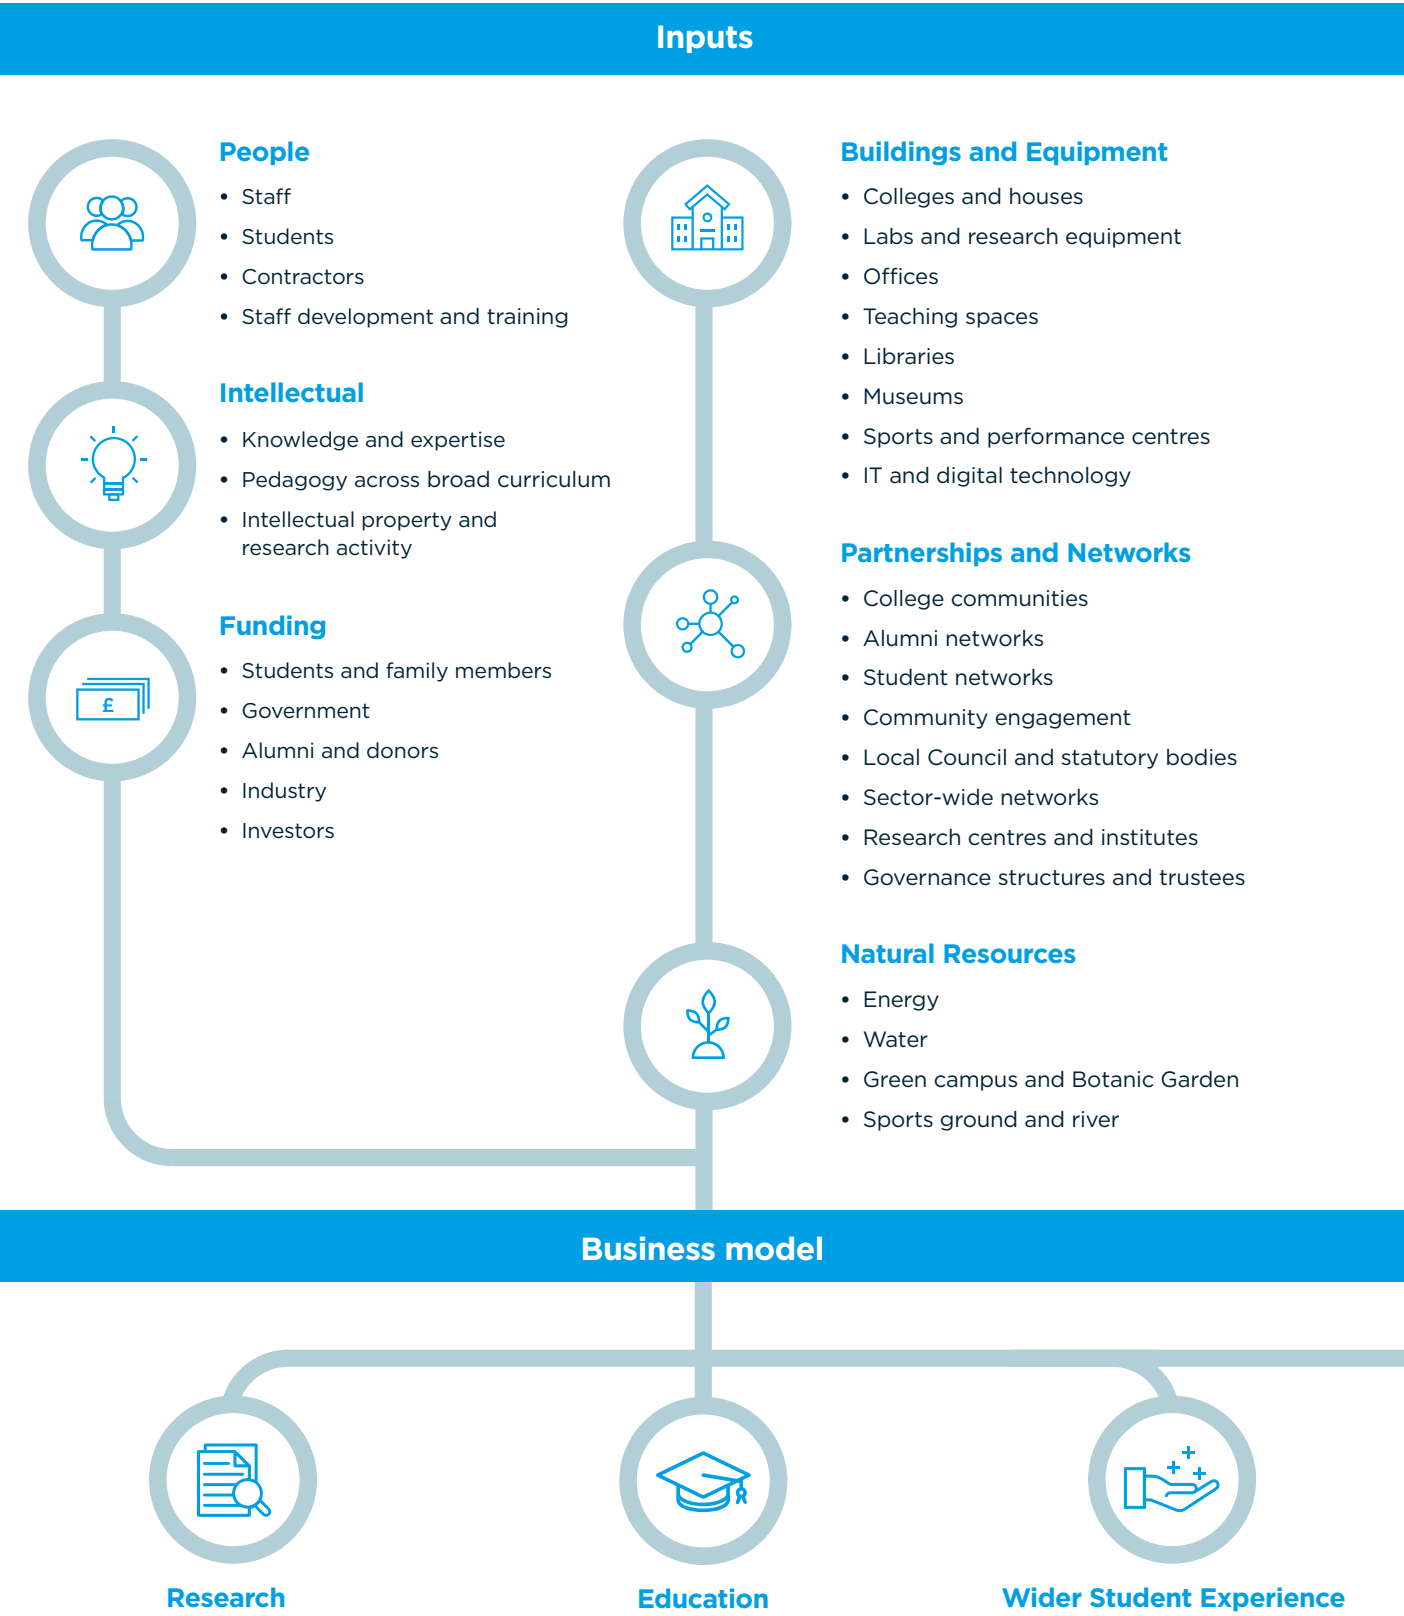 Inputs
People
• Staff
• Students
• Contractors
• Staff development and training
Intellectual
• Knowledge and expertise
• Pedagogy across broad curriculum
• Intellectual property and
research activity
Funding
£
• Students and family members
• Government
• Alumni and donors
• Industry
• Investors
Buildings and Equipment
• Colleges and houses
• Labs and research equipment
• Offices
• Teaching spaces
• Libraries
• Museums
• Sports and performance centres
• IT and digital technology
Partnerships and Networks
• College communities
• Alumni networks
• Student networks
• Community engagement
• Local Council and statutory bodies
• Sector-wide networks
• Research centres and institutes
• Governance structures and trustees
Natural Resources
• Energy
• Water
• Green campus and Botanic Garden
• Sports ground and river
Business model
Research
Education
Wider Student Experience